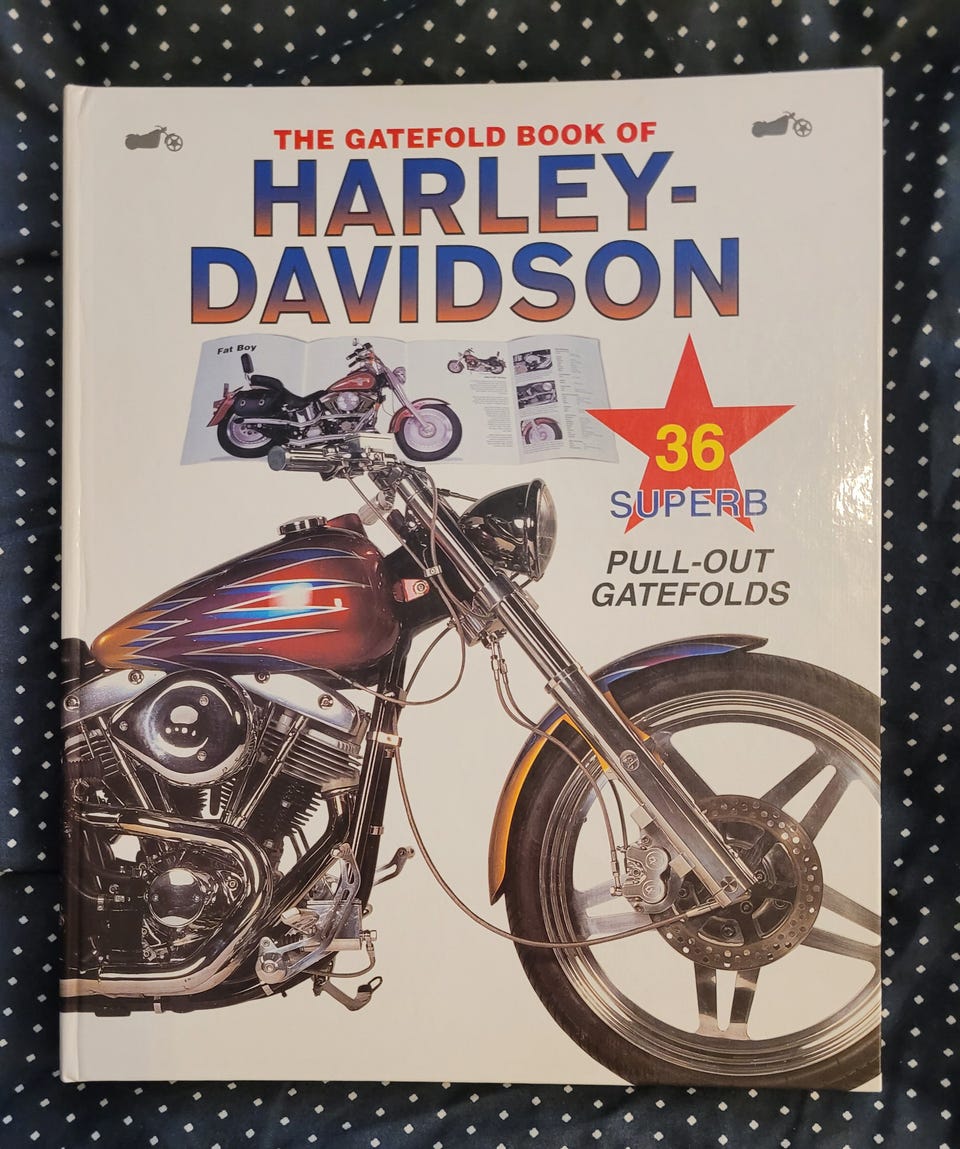 THE GATEFOLD BOOK OF
HARLEY-
DAVIDSON
Fat Boy
36
SUPERB
PULL-OUT
GATEFOLDS